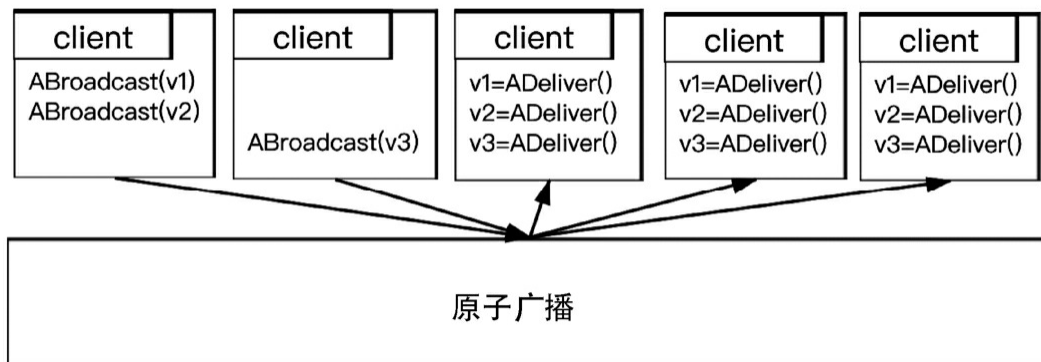 client
ABroadcast(v1)
ABroadcast(v2)
client
ABroadcast(v3)
client
v1=ADeliver()
v2=ADeliver()
v3=ADeliver()
client
v1=ADeliver()
v2=ADeliver()
v3=ADeliver()
client
v1=ADeliver()
v2=ADeliver()
v3=ADeliver()
原子广播